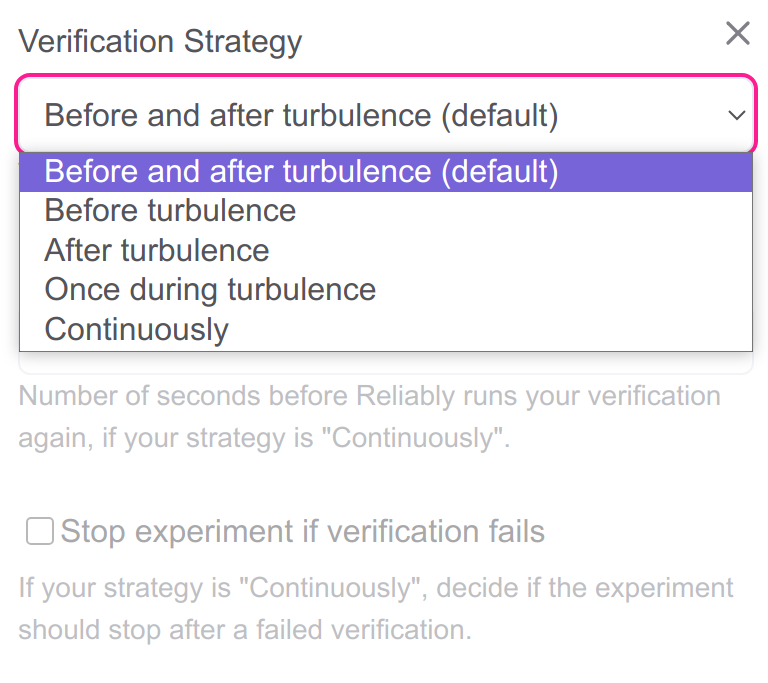 Verification Strategy
Before and after turbulence (default)
Before and after turbulence (default)
Before turbulence
After turbulence
Once during turbulence
Continuously
Number of seconds before Reliably runs your verification
again, if your strategy is "Continuously".
Stop experiment if verification fails
If your strategy is "Continuously", decide if the experiment
should stop after a failed verification.